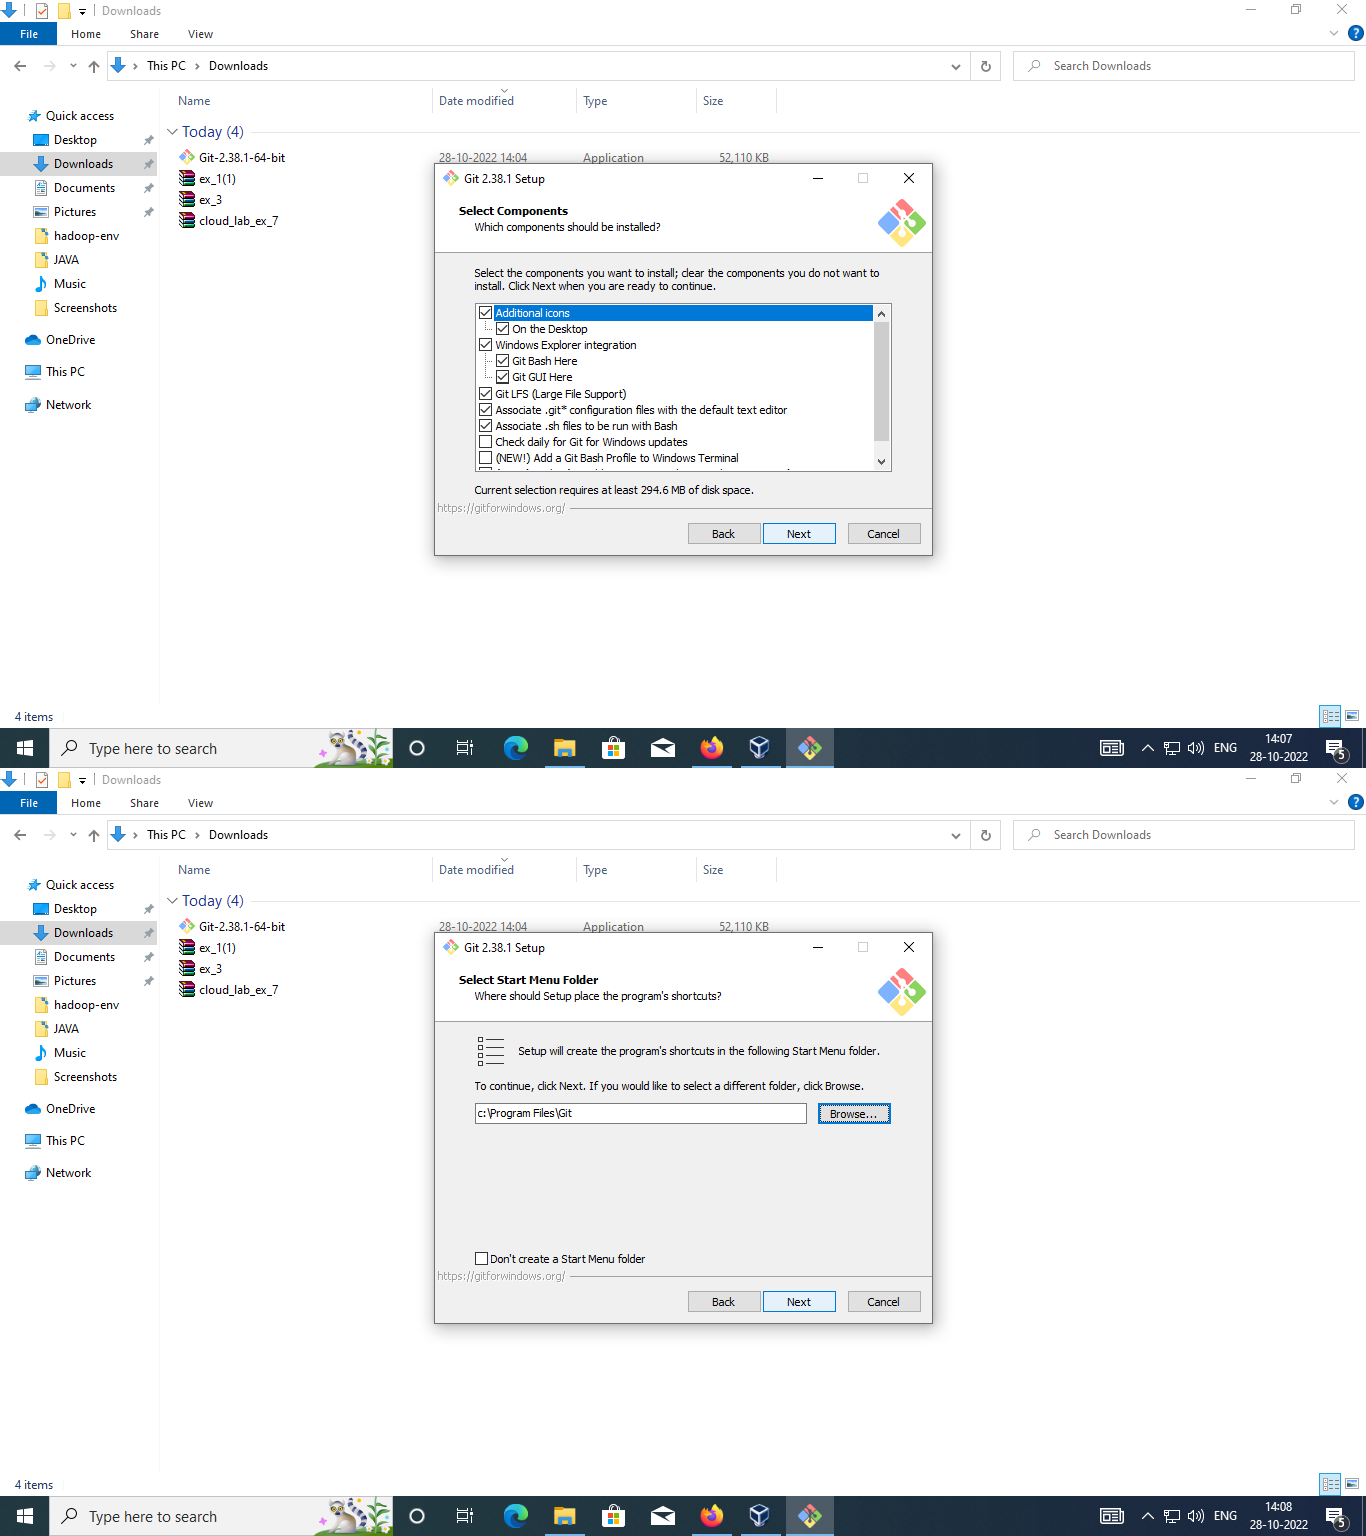 Downloads
File Home Share View
This PC Downloads Search Downloads
Name Date modified Type Size
Quick access
Today (4)
Desktop
Git-2.38.1-64-bit 28-10-2022 14:04 Application 52,110 KB
Downloads
ex_1(1)
Documents
ex_3
Pictures
cloud_lab_ex_7
hadoop-env
JAVA
Music
Screenshots
OneDrive
This PC
Network
Git 2.38.1 Setup
Select Components
Which components should be installed?
Select the components you want to install; clear the components you do not want to
install. Click Next when you are ready to continue.
Additional icons
On the Desktop
Windows Explorer integration
Git Bash Here
Git GUI Here
Git LFS (Large File Support)
Associate .git* configuration files with the default text editor
Associate .sh files to be run with Bash
Check daily for Git for Windows updates
(NEW!) Add a Git Bash Profile to Windows Terminal
Current selection requires at least 294.6 MB of disk space.
https://gitforwindows.org/
Back Next Cancel
4 items
Type here to search
ENG
14:07
28-10-2022
5
Downloads
File Home Share View
This PC Downloads Search Downloads
Name Date modified Type Size
Quick access
Today (4)
Desktop
Git-2.38.1-64-bit 28-10-2022 14:04 Application 52,110 KB
Downloads
ex_1(1)
Documents
ex_3
Pictures
cloud_lab_ex_7
hadoop-env
JAVA
Music
Screenshots
OneDrive
This PC
Network
Git 2.38.1 Setup
Select Start Menu Folder
Where should Setup place the program's shortcuts?
Setup will create the program's shortcuts in the following Start Menu folder.
To continue, click Next. If you would like to select a different folder, click Browse.
c:\Program Files\Git
Browse...
Don't create a Start Menu folder
https://gitforwindows.org/
Back Next Cancel
4 items
Type here to search
ENG
14:08
28-10-2022
5